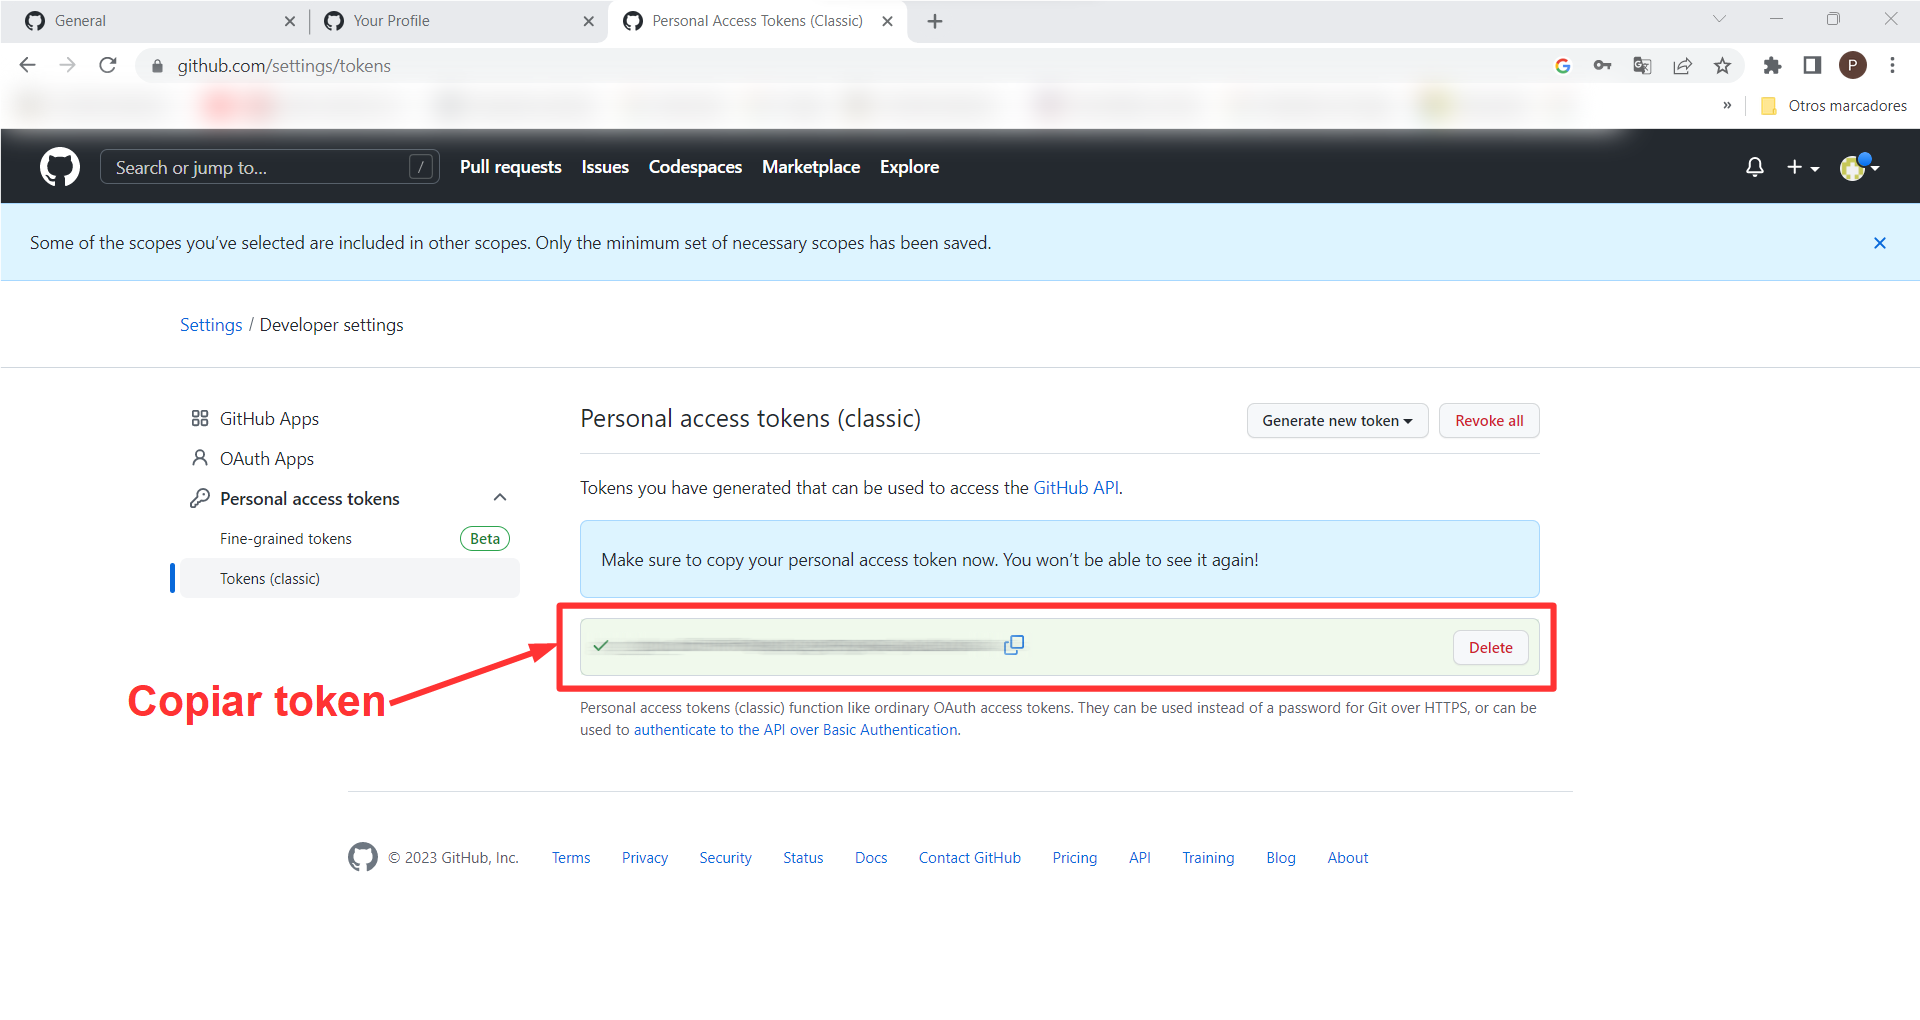 General
Your Profile
Personal Access Tokens (Classic)
github.com/settings/tokens
P
» Otros marcadores
Search or jump to... /
Pull requests Issues Codespaces Marketplace Explore
Some of the scopes you’ve selected are included in other scopes. Only the minimum set of necessary scopes has been saved.
Settings / Developer settings
GitHub Apps
OAuth Apps
Personal access tokens
Fine-grained tokens Beta
Tokens (classic)
Personal access tokens (classic)
Generate new token
Revoke all
Tokens you have generated that can be used to access the GitHub API.
Make sure to copy your personal access token now. You won’t be able to see it again!
Delete
Copiar token
Personal access tokens (classic) function like ordinary OAuth access tokens. They can be used instead of a password for Git over HTTPS, or can be
used to authenticate to the API over Basic Authentication.
© 2023 GitHub, Inc. Terms Privacy Security Status Docs Contact GitHub Pricing API Training Blog About